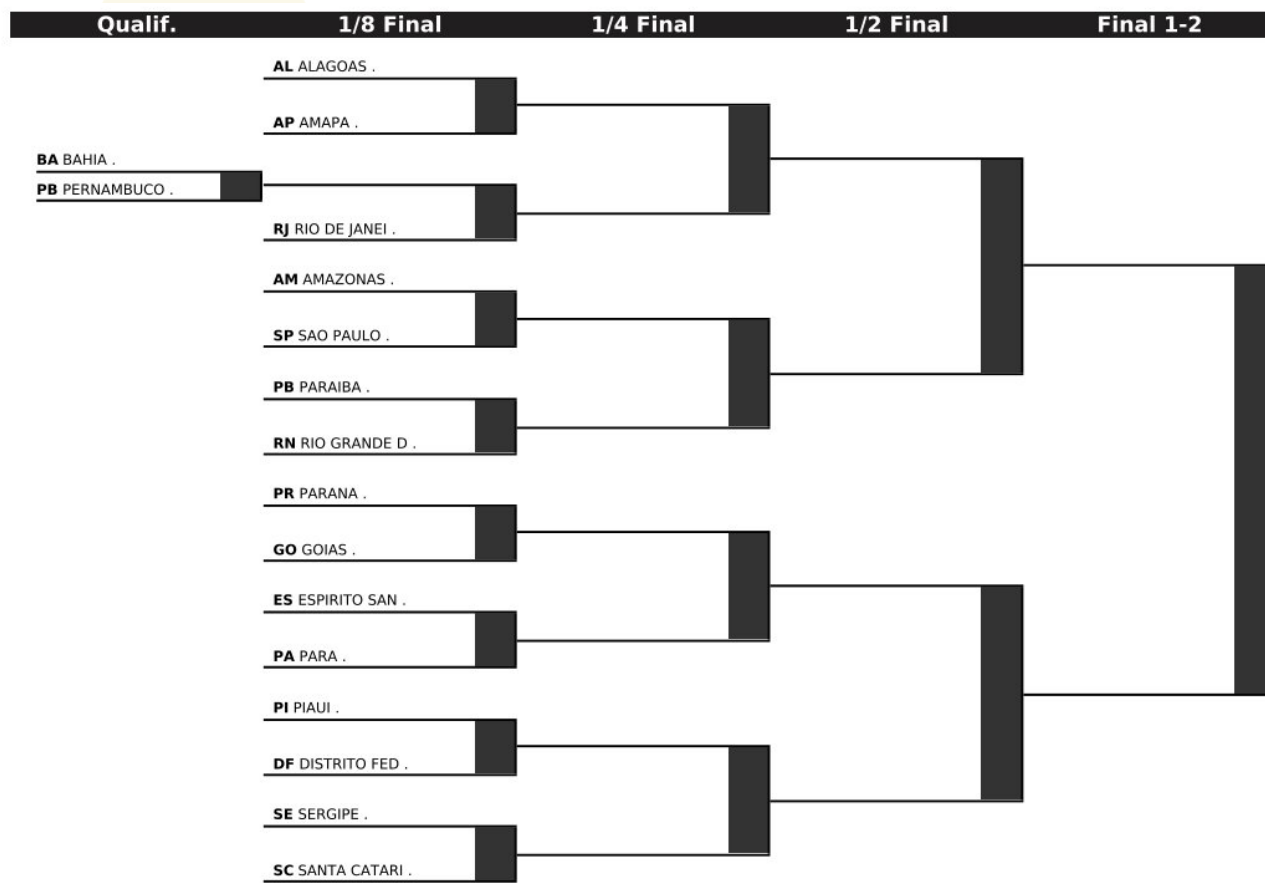 Qualif. 1/8 Final 1/4 Final 1/2 Final Final 1-2
AL ALAGOAS .
AP AMAPA .
BA BAHIA .
PB PERNAMBUCO .
RJ RIO DE JANEI .
AM AMAZONAS .
SP SAO PAULO .
PB PARAIBA .
RN RIO GRANDE D .
PR PARANA .
GO GOIAS .
ES ESPIRITO SAN .
PA PARA .
PI PIAUI .
DF DISTRITO FED .
SE SERGIPE .
SC SANTA CATARI .